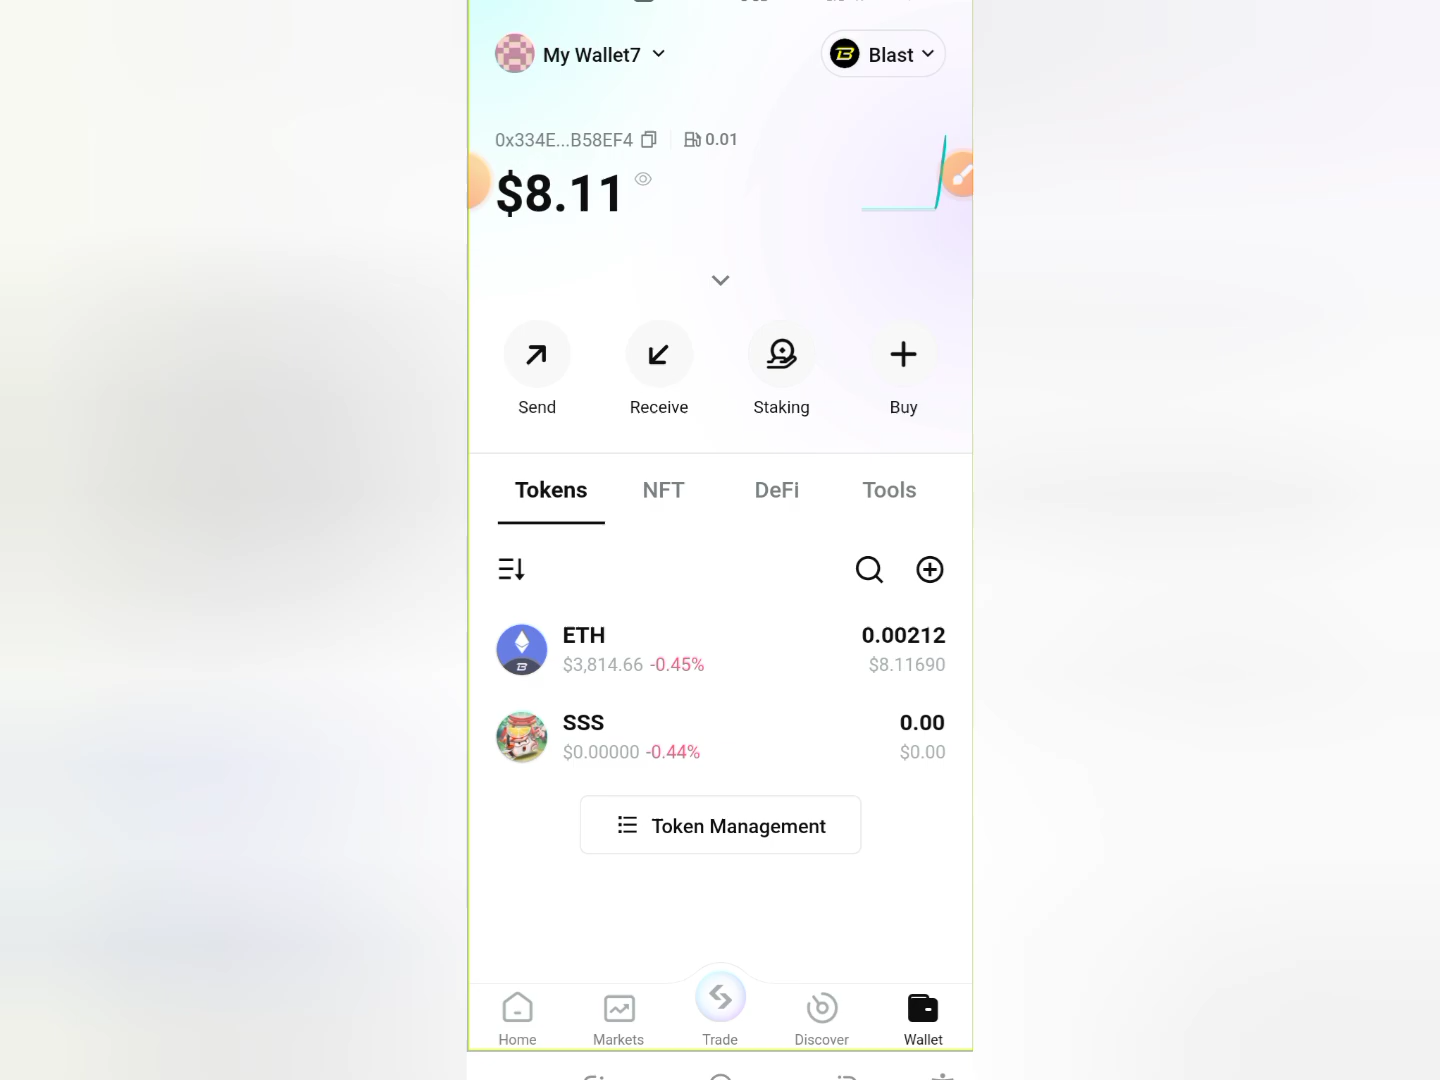 My Wallet7
Blast
0x334E...B58EF4
0.01
$8.11
Send
Receive
Staking
Buy
Tokens
NFT
DeFi
Tools
ETH
0.00212
$3,814.66 -0.45%
$8.11690
SSS
0.00
$0.00000 -0.44%
$0.00
Token Management
Home
Markets
Trade
Discover
Wallet